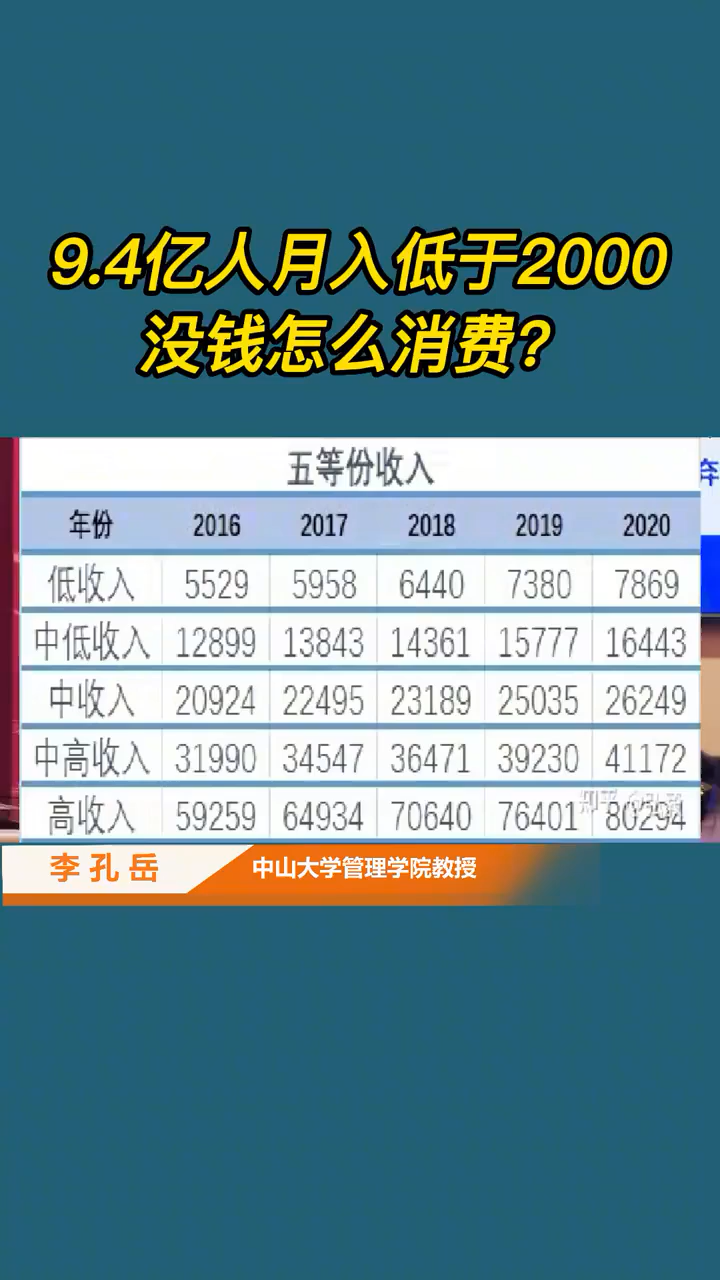 9.4亿人月入低于2000
没钱怎么消费?
五等份收入
年份 2016 2017 2018 2019 2020
低收入 5529 5958 6440 7380 7869
中低收入 12899 13843 14361 15777 16443
中收入 20924 22495 23189 25035 26249
中高收入 31990 34547 36471 39230 41172
高收入 59259 64934 70640 76401 80294
知乎
李孔岳
中山大学管理学院教授